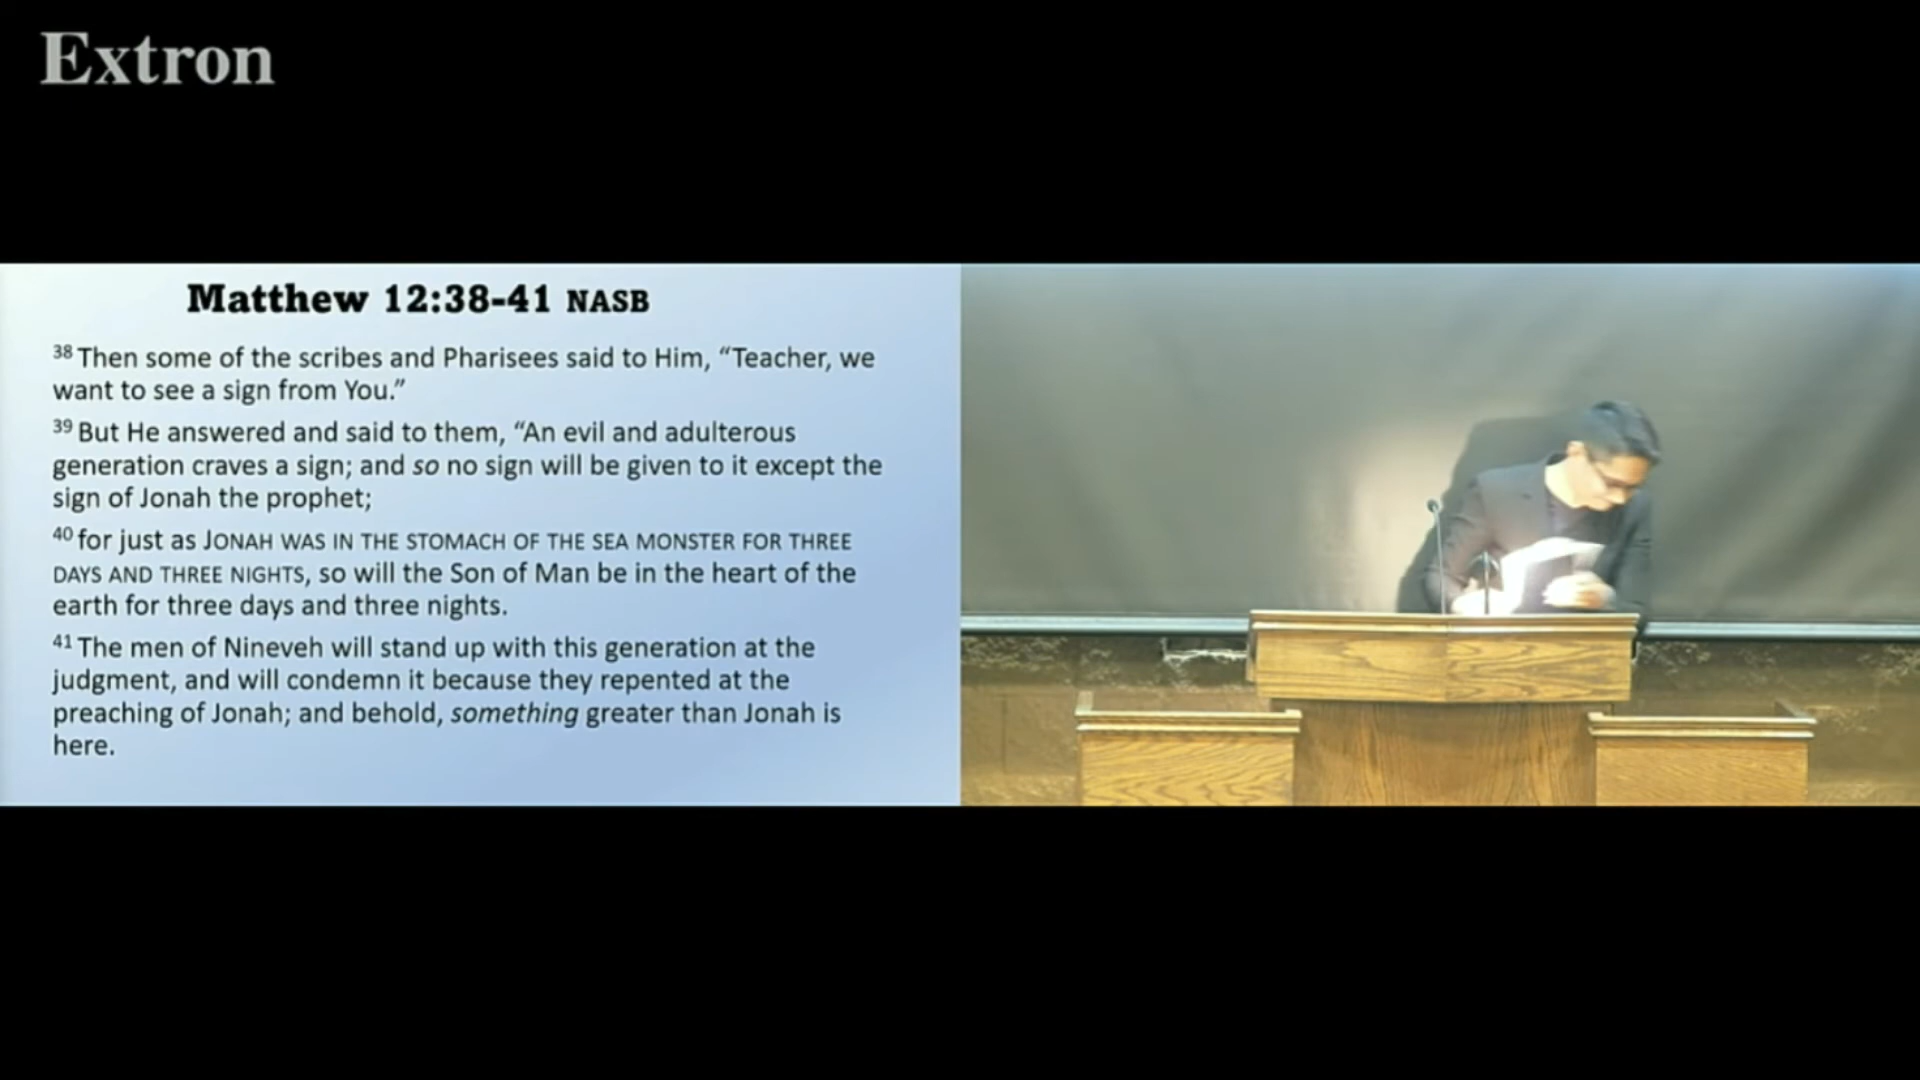 Extron
Matthew 12:38-41 NASB
38 Then some of the scribes and Pharisees said to Him, “Teacher, we
want to see a sign from You.”
39 But He answered and said to them, “An evil and adulterous
generation craves a sign; and so no sign will be given to it except the
sign of Jonah the prophet;
40 for just as JONAH WAS IN THE STOMACH OF THE SEA MONSTER FOR THREE
DAYS AND THREE NIGHTS, so will the Son of Man be in the heart of the
earth for three days and three nights.
41 The men of Nineveh will stand up with this generation at the
judgment, and will condemn it because they repented at the
preaching of Jonah; and behold, something greater than Jonah is
here.